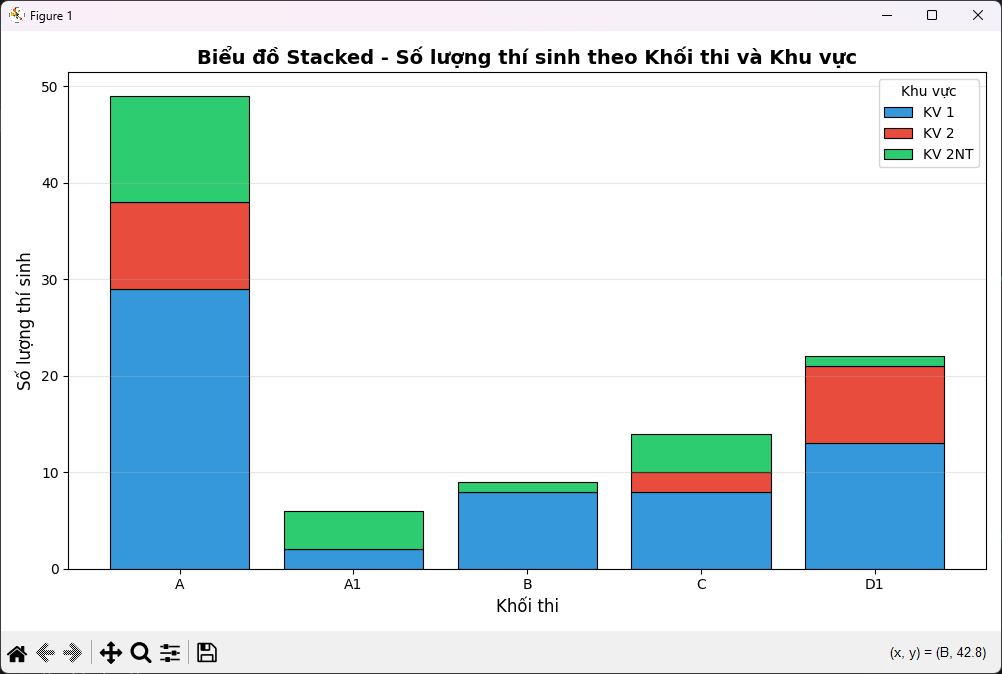 Figure 1
Biểu đồ Stacked - Số lượng thí sinh theo Khối thi và Khu vực
Khu vực
KV 1
KV 2
KV 2NT
Số lượng thí sinh
50
40
30
20
10
0
A A1 B C D1
Khối thi
(x, y) = (B, 42.8)